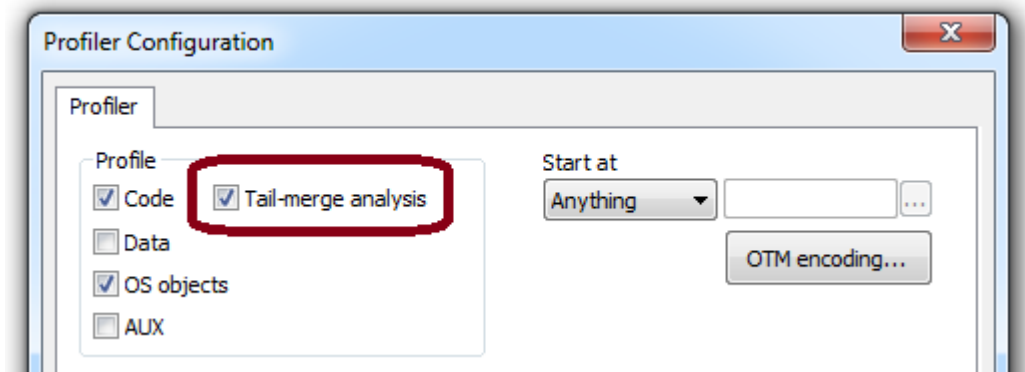 Profiler Configuration
Profiler
Profile
Code
Tail-merge analysis
Data
OS objects
AUX
Start at
Anything
...
OTM encoding...